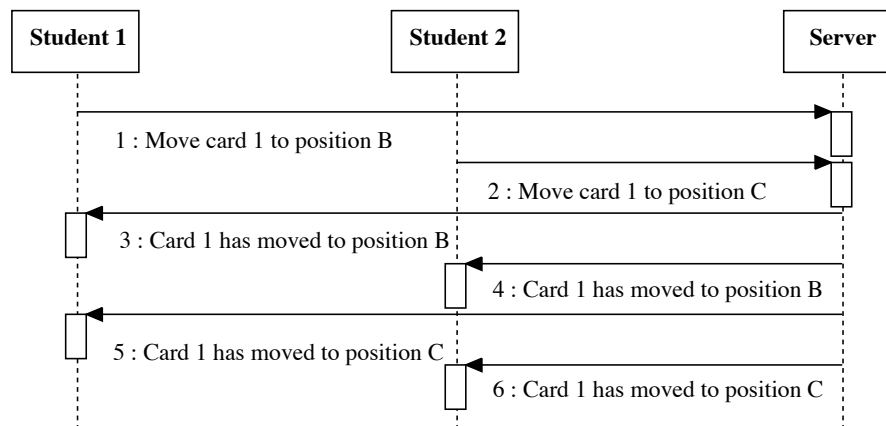 Student 1
Student 2
Server
1 : Move card 1 to position B
2 : Move card 1 to position C
3 : Card 1 has moved to position B
4 : Card 1 has moved to position B
5 : Card 1 has moved to position C
6 : Card 1 has moved to position C